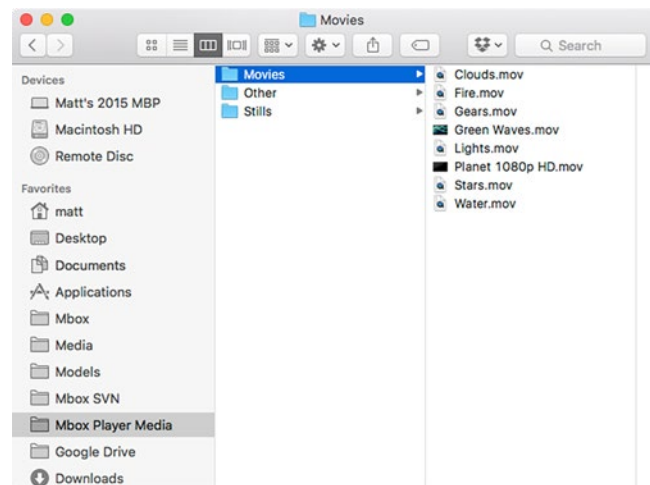 Movies
Search
Devices
Matt's 2015 MBP
Macintosh HD
Remote Disc
Favorites
matt
Desktop
Documents
Applications
Mbox
Media
Models
Mbox SVN
Mbox Player Media
Google Drive
Downloads
Movies
Other
Stills
Clouds.mov
Fire.mov
Gears.mov
Green Waves.mov
Lights.mov
Planet 1080p HD.mov
Stars.mov
Water.mov